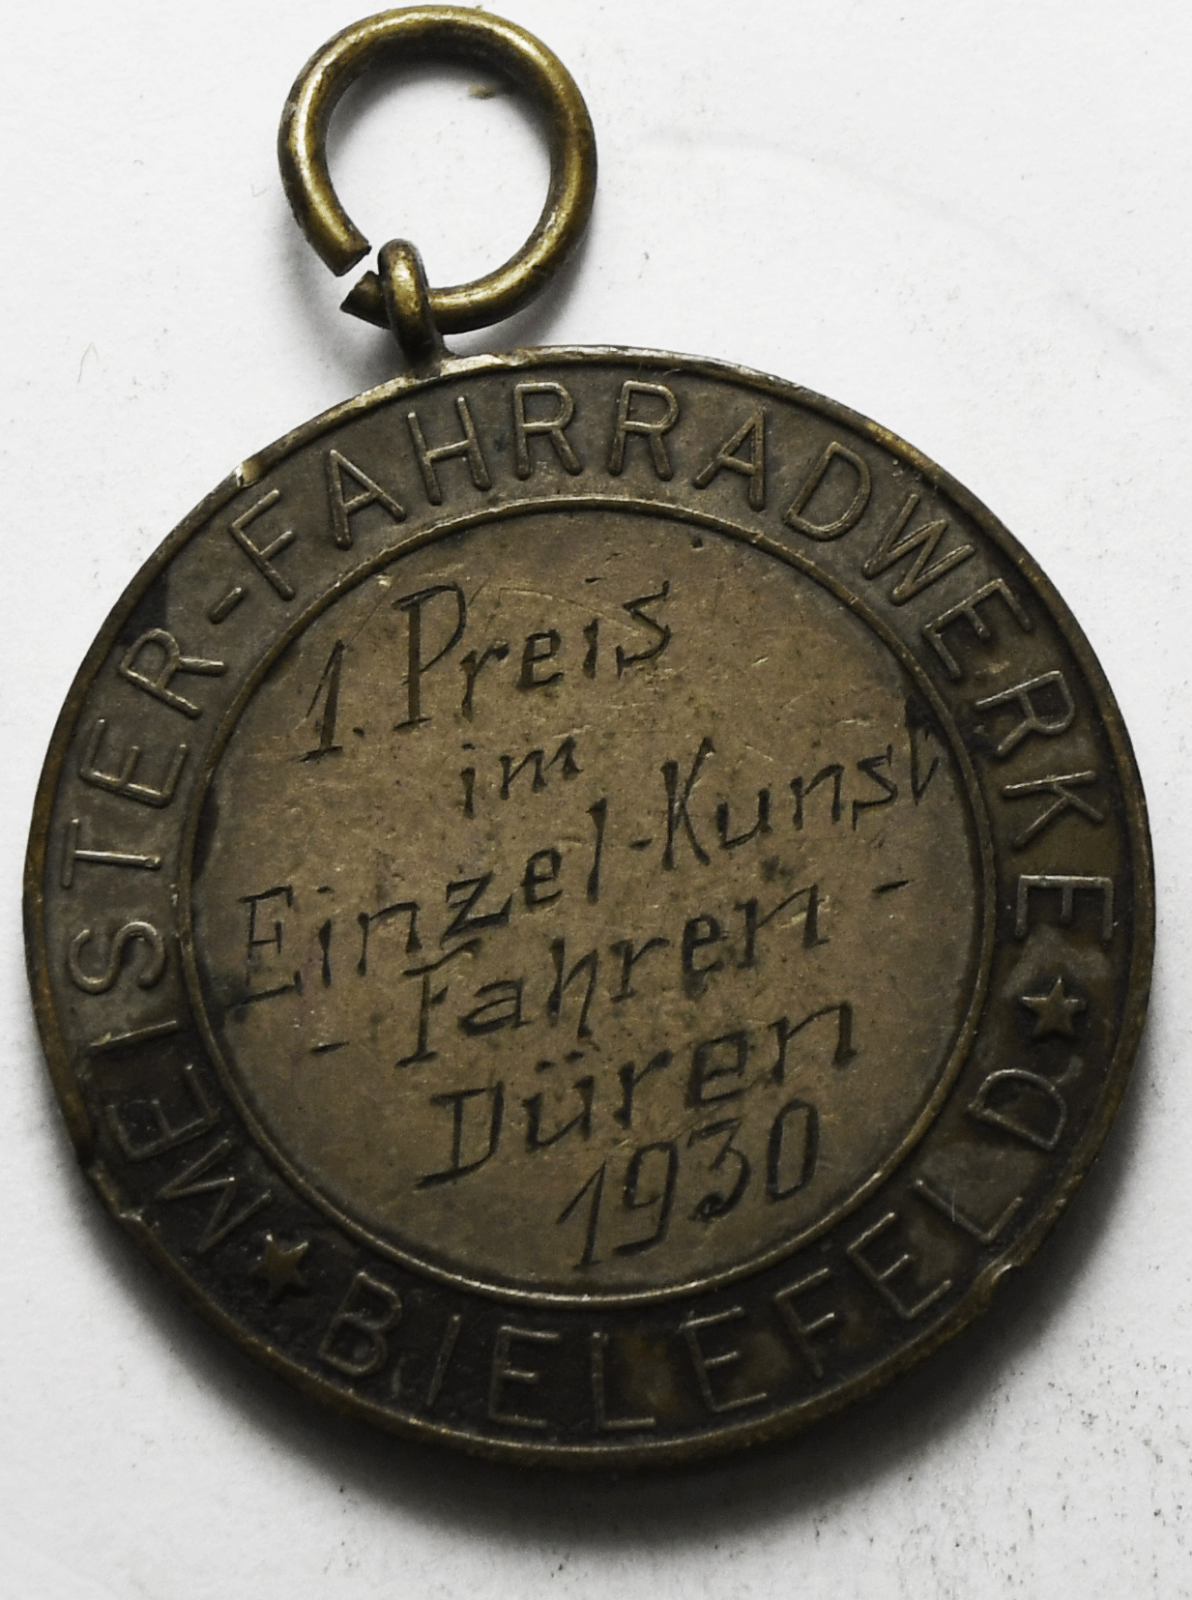 MEISTER-FAHRRADWERKE
★ BIELEFELD ★
1. Preis
im
Einzel-Kunst
- Fahren -
Düren
1930